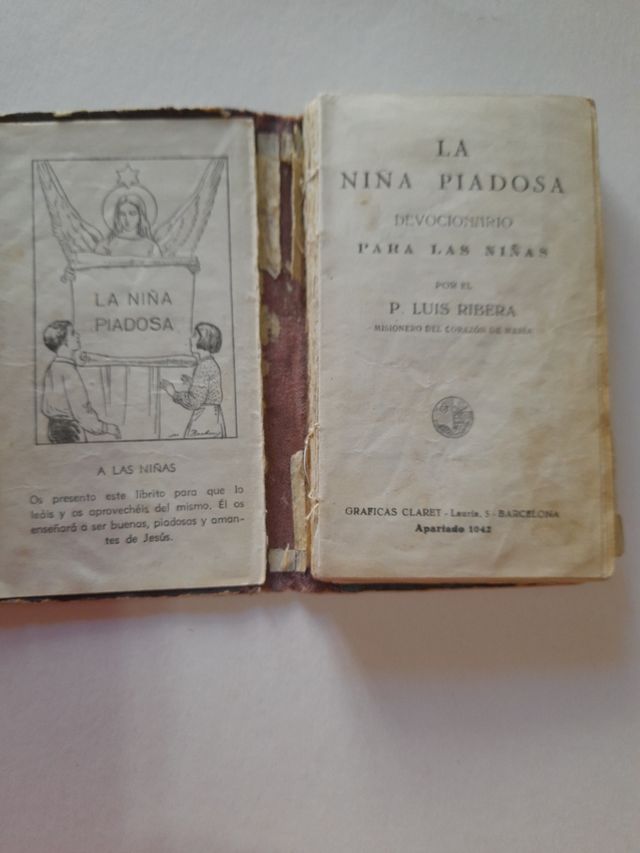 LA NIÑA
PIADOSA
A LAS NIÑAS
Os presento este librito para que lo
leáis y os aprovechéis del mismo. Él os
enseñará a ser buenas, piadosas y aman-
tes de Jesús.
LA
NIÑA PIADOSA
DEVOCIONARIO
PARA LAS NIÑAS
POR EL
P. LUIS RIBERA
MISIONERO DEL CORAZÓN DE MARÍA
GRAFICAS CLARET - Lauria, 5 - BARCELONA
Apartado 1042